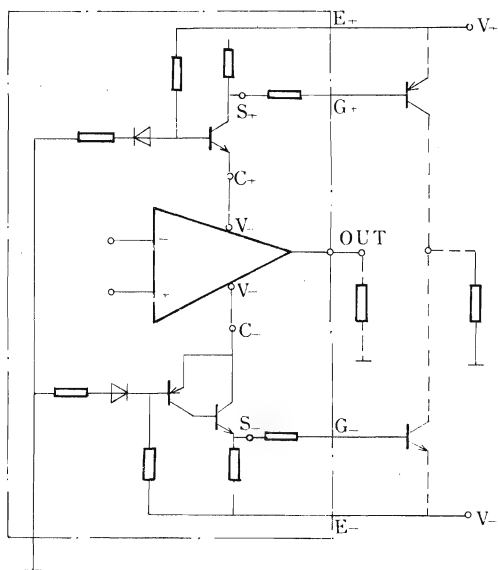 E+
V+
S+
G+
C+
V-
−
OUT
+
V-
C-
S-
G-
E-
V-